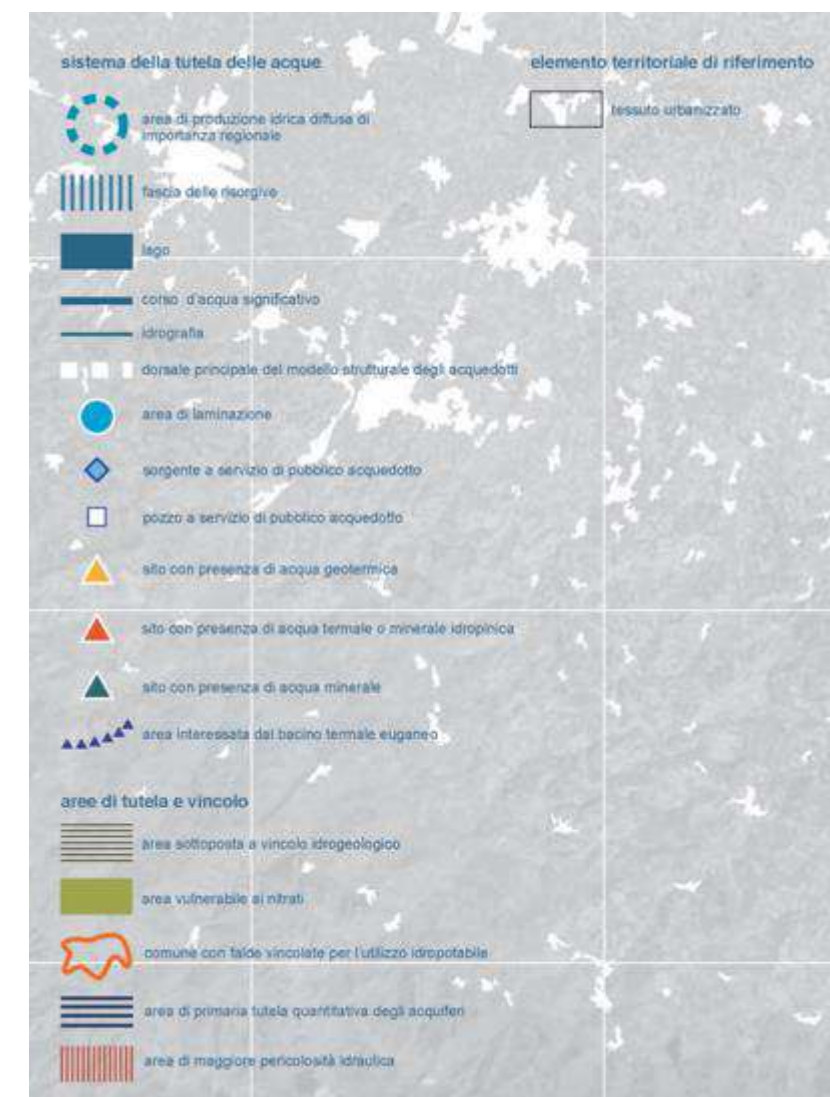 sistema della tutela delle acque
area di produzione idrica diffusa di
importanza regionale
fascia delle risorgive
lago
corso d'acqua significativo
idrografia
dorsale principale del modello strutturale degli acquedotti
area di laminazione
sorgente a servizio di pubblico acquedotto
pozzo a servizio di pubblico acquedotto
sito con presenza di acqua geotermica
sito con presenza di acqua termale o minerale idropinica
sito con presenza di acqua minerale
area interessata dal bacino termale euganeo
aree di tutela e vincolo
area sottoposta a vincolo idrogeologico
area vulnerabile ai nitrati
comune con falde vincolate per l'utilizzo idropotabile
area di primaria tutela quantitativa degli acquiferi
area di maggiore pericolosità idraulica
elemento territoriale di riferimento
tessuto urbanizzato